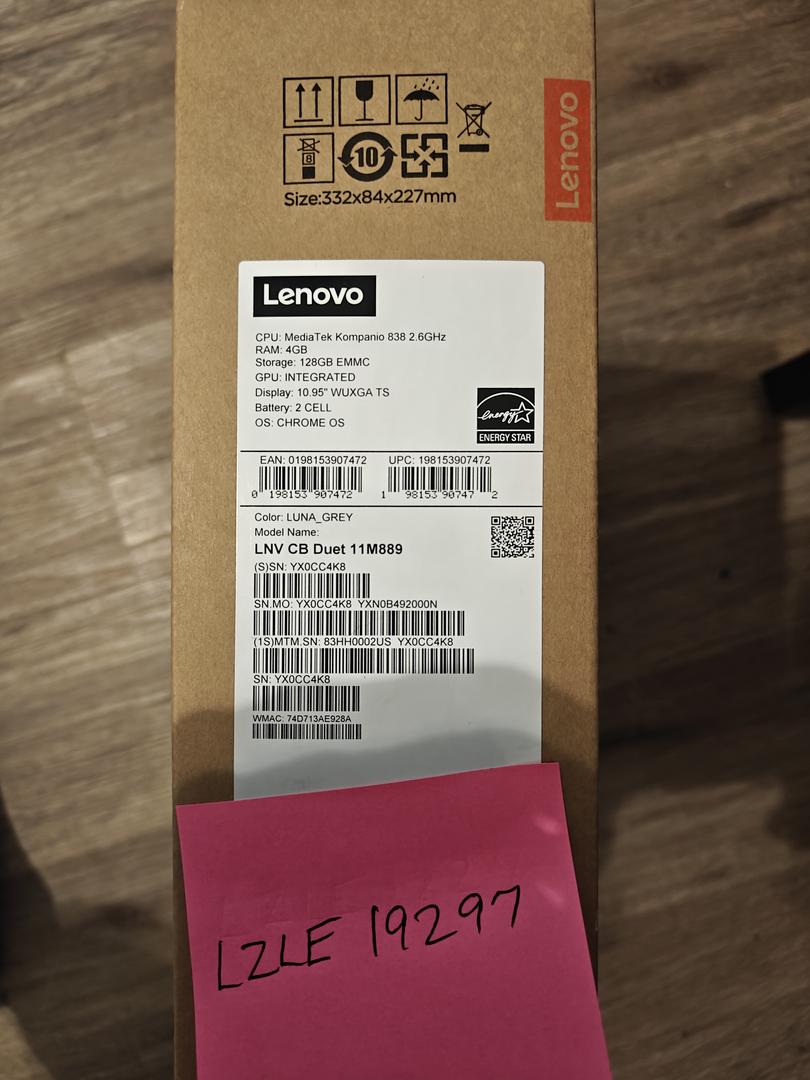 8
10
Size:332x84x227mm
Lenovo
Lenovo
CPU: MediaTek Kompanio 838 2.6GHz
RAM: 4GB
Storage: 128GB EMMC
GPU: INTEGRATED
Display: 10.95" WUXGA TS
Battery: 2 CELL
OS: CHROME OS
energy
ENERGY STAR
EAN: 0198153907472 UPC: 198153907472
0 198153 907472 1 98153 90747 2
Color: LUNA_GREY
Model Name:
LNV CB Duet 11M889
(S)SN: YX0CC4K8
SN.MO: YX0CC4K8 YXN0B492000N
(1S)MTM.SN: 83HH0002US YX0CC4K8
SN: YX0CC4K8
WMAC: 74D713AE928A
LZLE 19297